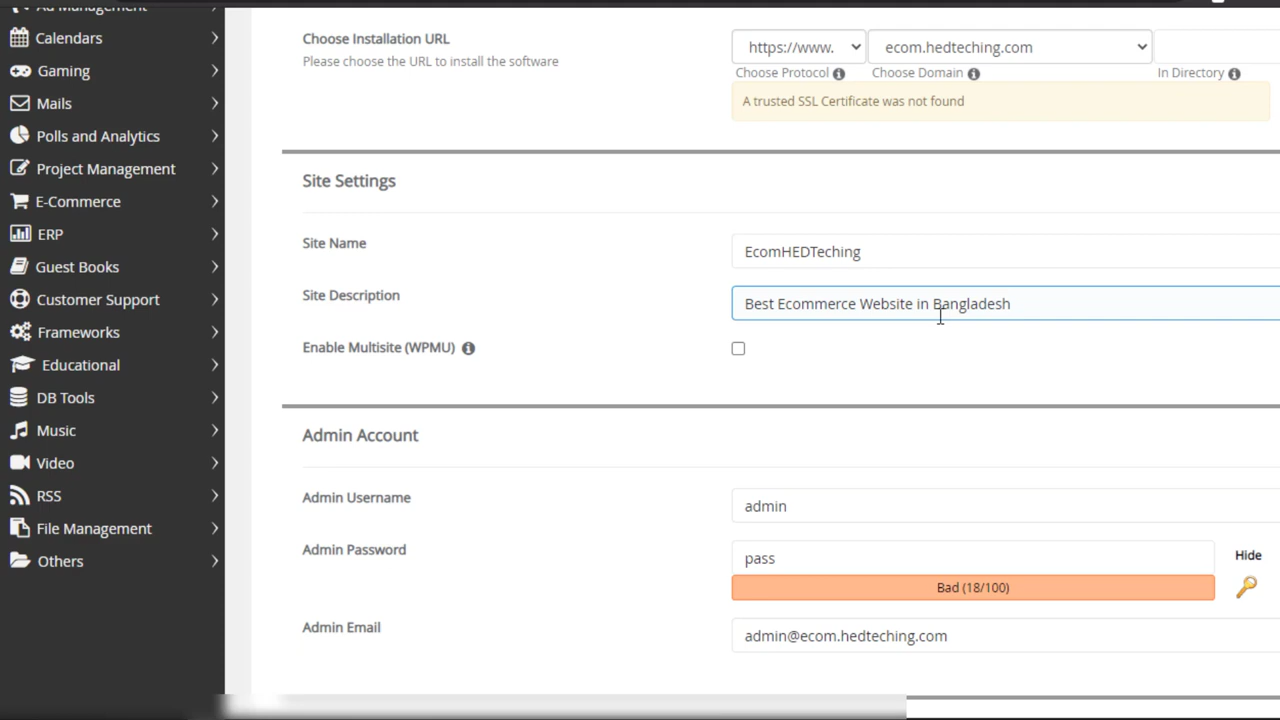 Ad Management
Calendars
Gaming
Mails
Polls and Analytics
Project Management
E-Commerce
ERP
Guest Books
Customer Support
Frameworks
Educational
DB Tools
Music
Video
RSS
File Management
Others
Choose Installation URL
Please choose the URL to install the software
https://www.
ecom.hedteching.com
Choose Protocol
Choose Domain
In Directory
A trusted SSL Certificate was not found
Site Settings
Site Name
EcomHEDTeching
Site Description
Best Ecommerce Website in Bangladesh
Enable Multisite (WPMU)
Admin Account
Admin Username
admin
Admin Password
pass
Hide
Bad (18/100)
Admin Email
admin@ecom.hedteching.com